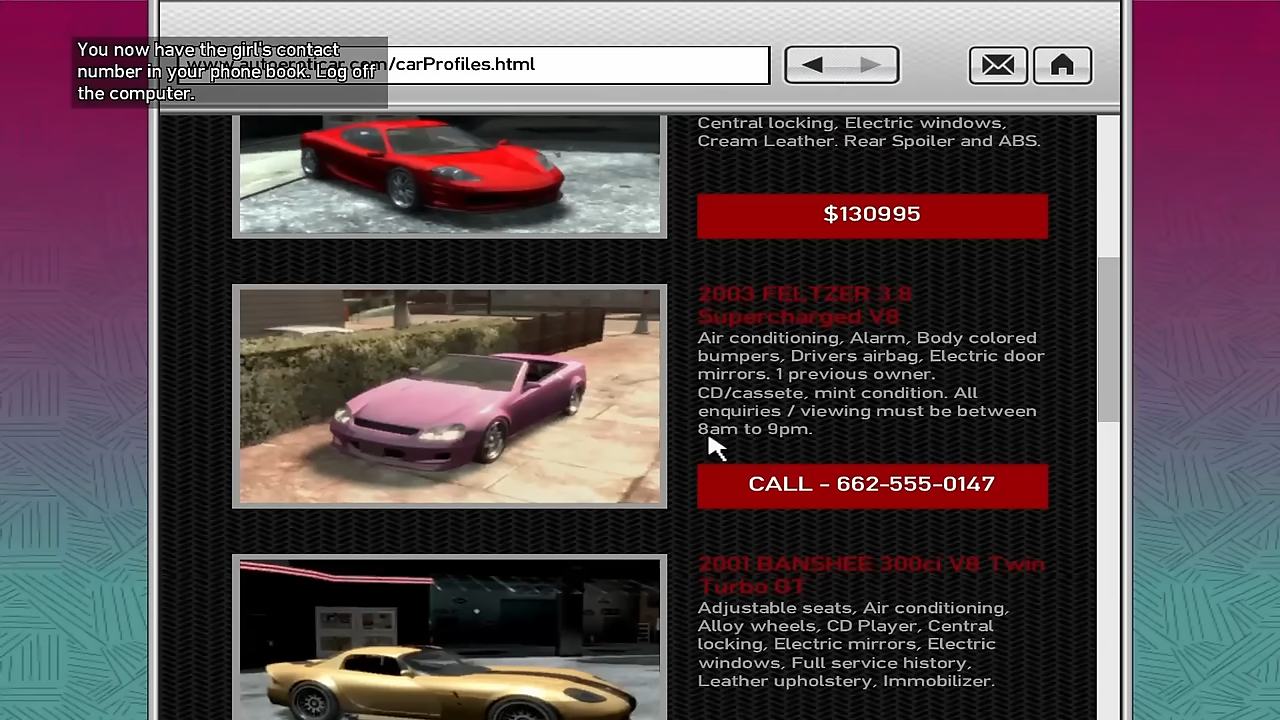 You now have the girl's contact
number in your phone book. Log off
the computer.
www.autoeroticar.com/carProfiles.html
Central locking, Electric windows,
Cream Leather. Rear Spoiler and ABS.
$130995
2003 FELTZER 3.8
Supercharged V8
Air conditioning, Alarm, Body colored
bumpers, Drivers airbag, Electric door
mirrors. 1 previous owner.
CD/cassete, mint condition. All
enquiries / viewing must be between
8am to 9pm.
CALL - 662-555-0147
2001 BANSHEE 300ci V8 Twin
Turbo GT
Adjustable seats, Air conditioning,
Alloy wheels, CD Player, Central
locking, Electric mirrors, Electric
windows, Full service history,
Leather upholstery, Immobilizer.